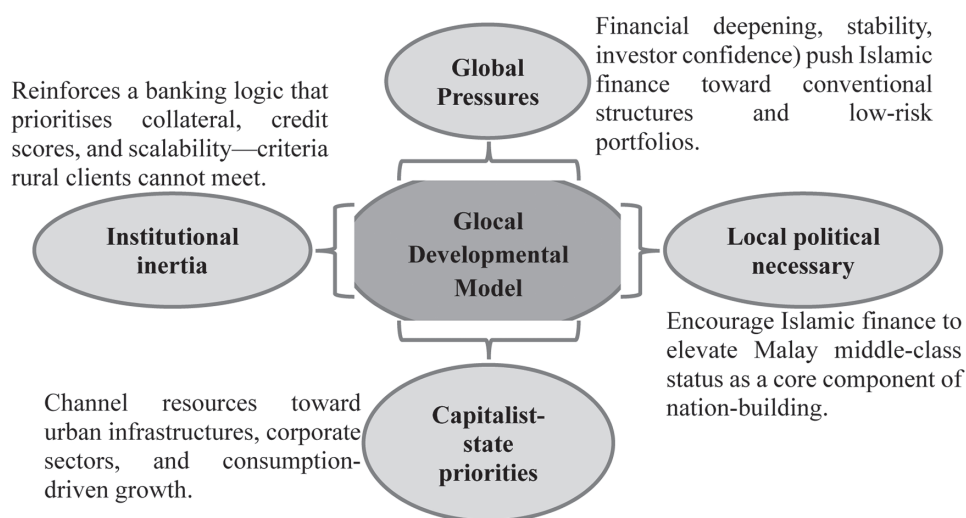 Global
Pressures
Financial deepening, stability,
investor confidence) push Islamic
finance toward conventional
structures and low-risk
portfolios.
Reinforces a banking logic that
prioritises collateral, credit
scores, and scalability—criteria
rural clients cannot meet.
Institutional
inertia
Glocal
Developmental
Model
Local political
necessary
Encourage Islamic finance to
elevate Malay middle-class
status as a core component of
nation-building.
Channel resources toward
urban infrastructures, corporate
sectors, and consumption-
driven growth.
Capitalist-
state
priorities